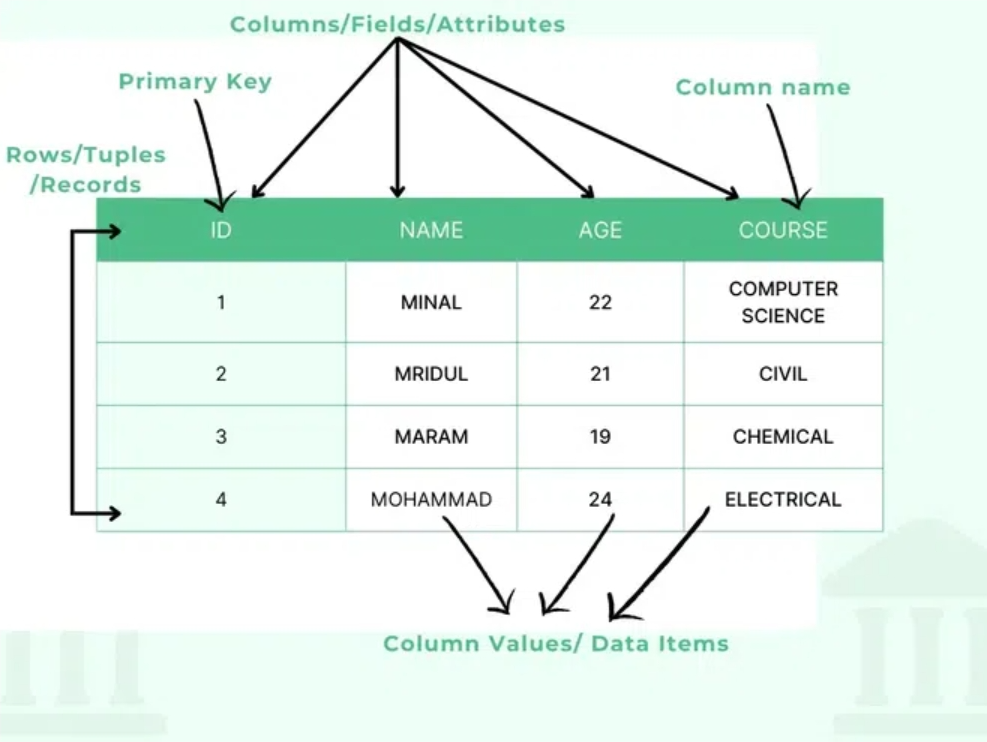 Columns/Fields/Attributes
Primary Key
Column name
Rows/Tuples
/Records
ID NAME AGE COURSE
1 MINAL 22 COMPUTER
SCIENCE
2 MRIDUL 21 CIVIL
3 MARAM 19 CHEMICAL
4 MOHAMMAD 24 ELECTRICAL
Column Values/ Data Items